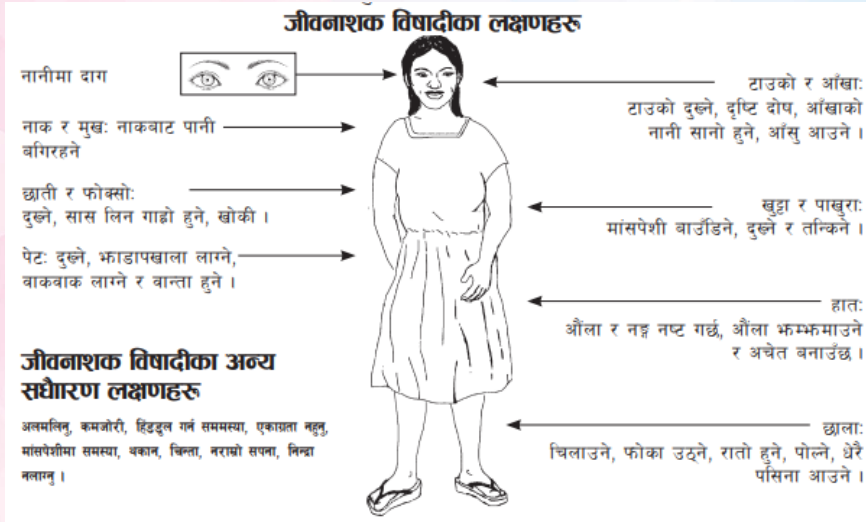 जीवनाशक विषादीका लक्षणहरू
नानीमा दाग
नाक र मुख: नाकबाट पानी
बगिरहने
छाती र फोक्सो:
दुख्ने, सास लिन गाह्रो हुने, खोकी ।
पेट: दुख्ने, झाडापखाला लाग्ने,
वाकवाक लाग्ने र वान्ता हुने ।
टाउको र आँखा:
टाउको दुख्ने, दृष्टि दोष, आँखाको
नानी सानो हुने, आँसु आउने ।
खुट्टा र पाखुरा:
मांसपेशी बाउँडिने, दुख्ने र तन्किने ।
हात:
औंला र नङ्ग नष्ट गर्छ, औंला झम्झमाउने
र अचेत बनाउँछ ।
छाला:
चिलाउने, फोका उठ्ने, रातो हुने, पोल्ने, धेरै
पसिना आउने ।
जीवनाशक विषादीका अन्य
सधौारण लक्षणहरू
अलमलिनु, कमजोरी, हिंडडुल गर्न सममस्या, एकाग्रता नहुनु,
मांसपेशीमा समस्या, थकान, चिन्ता, नराम्रो सपना, निन्द्रा
नलाग्नु ।